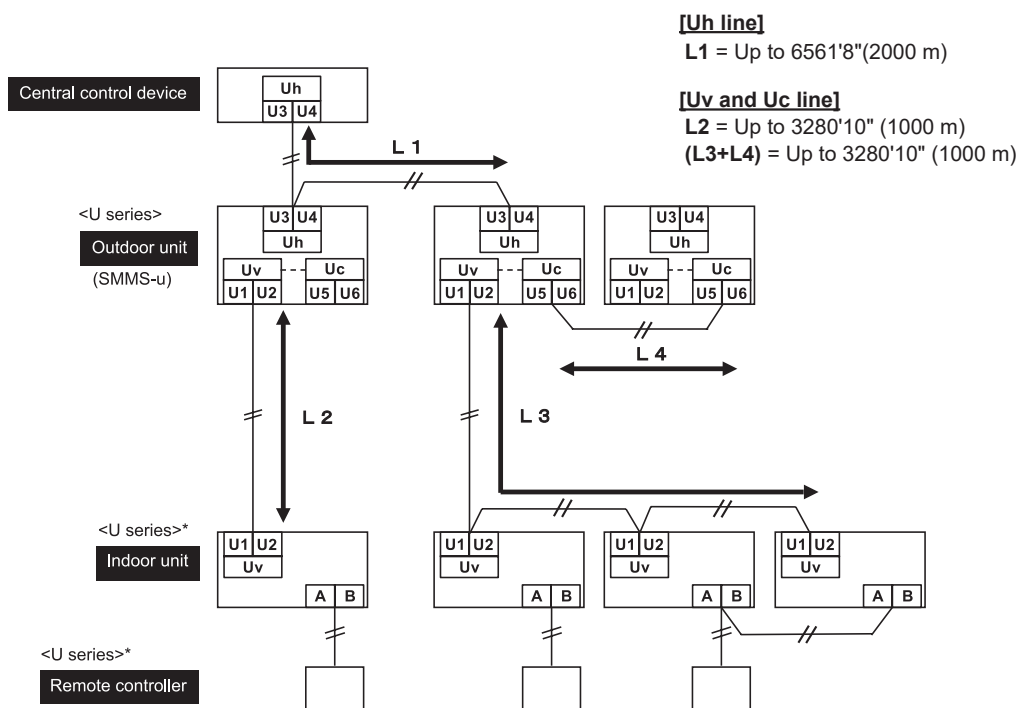 [Uh line]
L1 = Up to 6561'8"(2000 m)
[Uv and Uc line]
L2 = Up to 3280'10" (1000 m)
(L3+L4) = Up to 3280'10" (1000 m)
Central control device
Uh
U3 U4
L 1
<U series>
Outdoor unit
(SMMS-u)
U3 U4
Uh
Uv Uc
U1 U2 U5 U6
U3 U4
Uh
Uv Uc
U1 U2 U5 U6
U3 U4
Uh
Uv Uc
U1 U2 U5 U6
L 4
L 2
L 3
<U series>*
Indoor unit
U1 U2
Uv
A B
U1 U2
Uv
A B
U1 U2
Uv
A B
U1 U2
Uv
A B
<U series>*
Remote controller